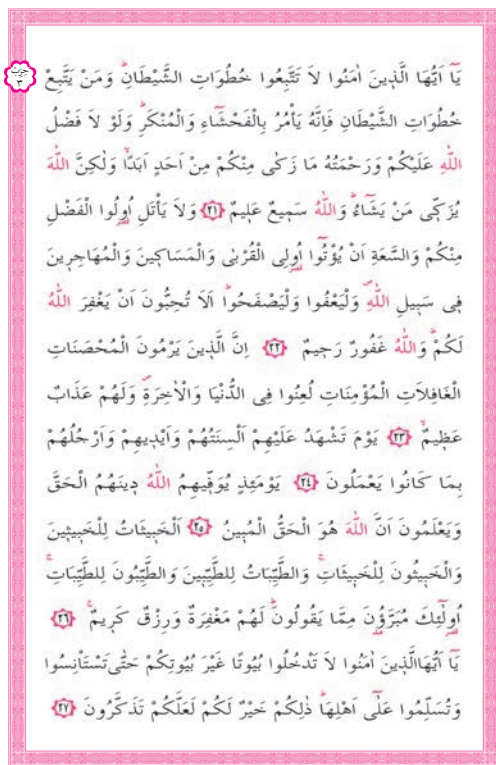 حزب
٣
يَآ اَيُّهَا الَّذِينَ اٰمَنُوا لَا تَتَّبِعُوا خُطُوَاتِ الشَّيْطَانِۜ وَمَنْ يَتَّبِعْ
خُطُوَاتِ الشَّيْطَانِ فَاِنَّهُ يَأْمُرُ بِالْفَحْشَٓاءِ وَالْمُنْكَرِۜ وَلَوْ لَا فَضْلُ
اللّٰهِ عَلَيْكُمْ وَرَحْمَتُهُ مَا زَكٰى مِنْكُمْ مِنْ اَحَدٍ اَبَدًاۙ وَلٰكِنَّ اللّٰهَ
يُزَكِّى مَنْ يَشَٓاءُۜ وَاللّٰهُ سَمِيعٌ عَلِيمٌ ﴿٢١﴾ وَلَا يَأْتَلِ اُو۬لُوا الْفَضْلِ
مِنْكُمْ وَالسَّعَةِ اَنْ يُؤْتُٓوا اُو۬لِى الْقُرْبٰى وَالْمَسَاكِينَ وَالْمُهَاجِرِينَ
فِى سَبِيلِ اللّٰهِۖ وَلْيَعْفُوا وَلْيَصْفَحُواۜ اَلَا تُحِبُّونَ اَنْ يَغْفِرَ اللّٰهُ
لَكُمْۜ وَاللّٰهُ غَفُورٌ رَحِيمٌ ﴿٢٢﴾ اِنَّ الَّذِينَ يَرْمُونَ الْمُحْصَنَاتِ
الْغَافِلَاتِ الْمُؤْمِنَاتِ لُعِنُوا فِى الدُّنْيَا وَالْاٰخِرَةِۖ وَلَهُمْ عَذَابٌ
عَظِيمٌۙ ﴿٢٣﴾ يَوْمَ تَشْهَدُ عَلَيْهِمْ اَلْسِنَتُهُمْ وَاَيْدِيهِمْ وَاَرْجُلُهُمْ
بِمَا كَانُوا يَعْمَلُونَ ﴿٢٤﴾ يَوْمَئِذٍ يُوَفِّيهِمُ اللّٰهُ دِينَهُمُ الْحَقَّ
وَيَعْلَمُونَ اَنَّ اللّٰهَ هُوَ الْحَقُّ الْمُبِينُ ﴿٢٥﴾ اَلْخَبِيثَاتُ لِلْخَبِيثِينَ
وَالْخَبِيثُونَ لِلْخَبِيثَاتِۚ وَالطَّيِّبَاتُ لِلطَّيِّبِينَ وَالطَّيِّبُونَ لِلطَّيِّبَاتِۚ
اُو۬لٰٓئِكَ مُبَرَّؤُ۫نَ مِمَّا يَقُولُونَۜ لَهُمْ مَغْفِرَةٌ وَرِزْقٌ كَرِيمٌ۟ ﴿٢٦﴾
يَآ اَيُّهَا الَّذِينَ اٰمَنُوا لَا تَدْخُلُوا بُيُوتًا غَيْرَ بُيُوتِكُمْ حَتّٰى تَسْتَأْنِسُوا
وَتُسَلِّمُوا عَلٰٓى اَهْلِهَاۜ ذٰلِكُمْ خَيْرٌ لَكُمْ لَعَلَّكُمْ تَذَكَّرُونَ ﴿٢٧﴾